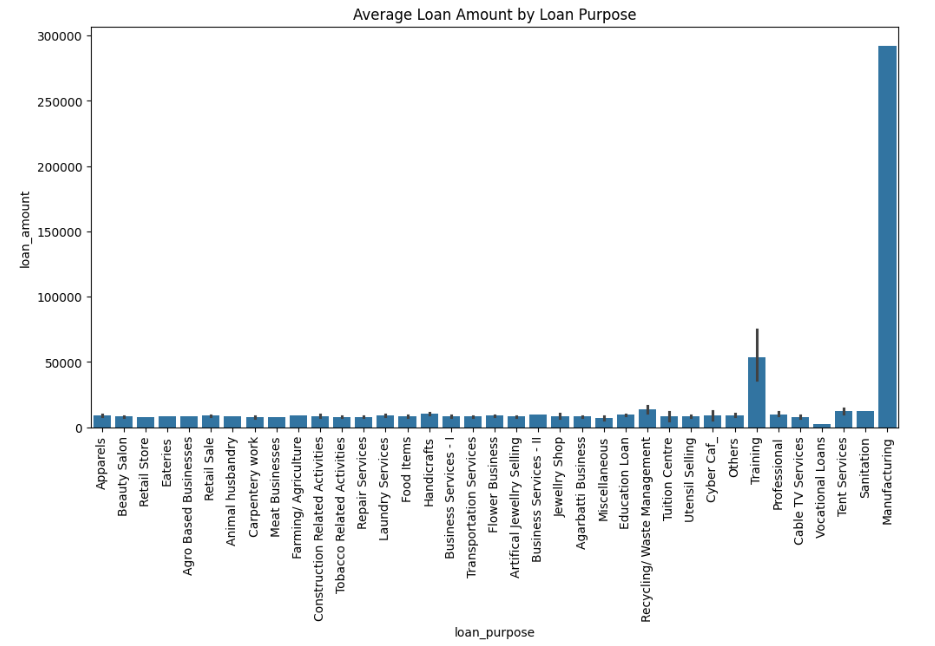 Average Loan Amount by Loan Purpose
300000
250000
200000
150000
100000
50000
0
loan_amount
Apparels
Beauty Salon
Retail Store
Eateries
Agro Based Businesses
Retail Sale
Animal husbandry
Carpentery work
Meat Businesses
Farming/ Agriculture
Construction Related Activities
Tobacco Related Activities
Repair Services
Laundry Services
Food Items
Handicrafts
Business Services - I
Transportation Services
Flower Business
Artifical Jewellry Selling
Business Services - II
Jewellry Shop
Miscellaneous
Agarbatti Business
Education Loan
Recycling/ Waste Management
Tuition Centre
Utensil Selling
Cyber Caf_
Others
Training
Professional
Cable TV Services
Vocational Loans
Tent Services
Sanitation
Manufacturing
loan_purpose